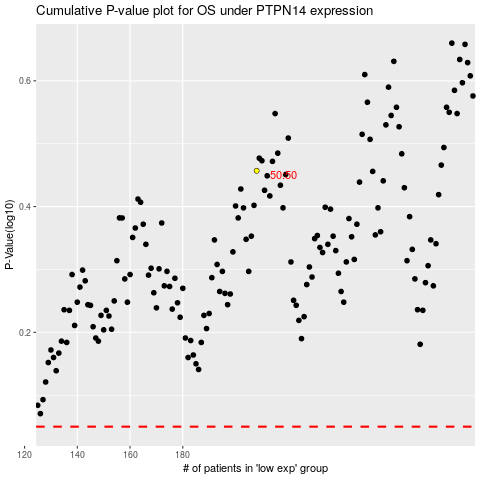 Cumulative P-value plot for OS under PTPN14 expression
P-Value(log10)
0.6
0.4
0.2
50:50
120 140 160 180
# of patients in 'low exp' group